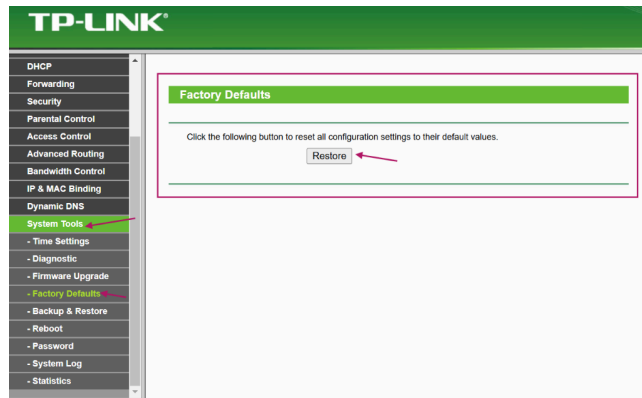 TP-LINK®
DHCP
Forwarding
Security
Parental Control
Access Control
Advanced Routing
Bandwidth Control
IP & MAC Binding
Dynamic DNS
System Tools
- Time Settings
- Diagnostic
- Firmware Upgrade
- Factory Defaults
- Backup & Restore
- Reboot
- Password
- System Log
- Statistics
Factory Defaults
Click the following button to reset all configuration settings to their default values.
Restore